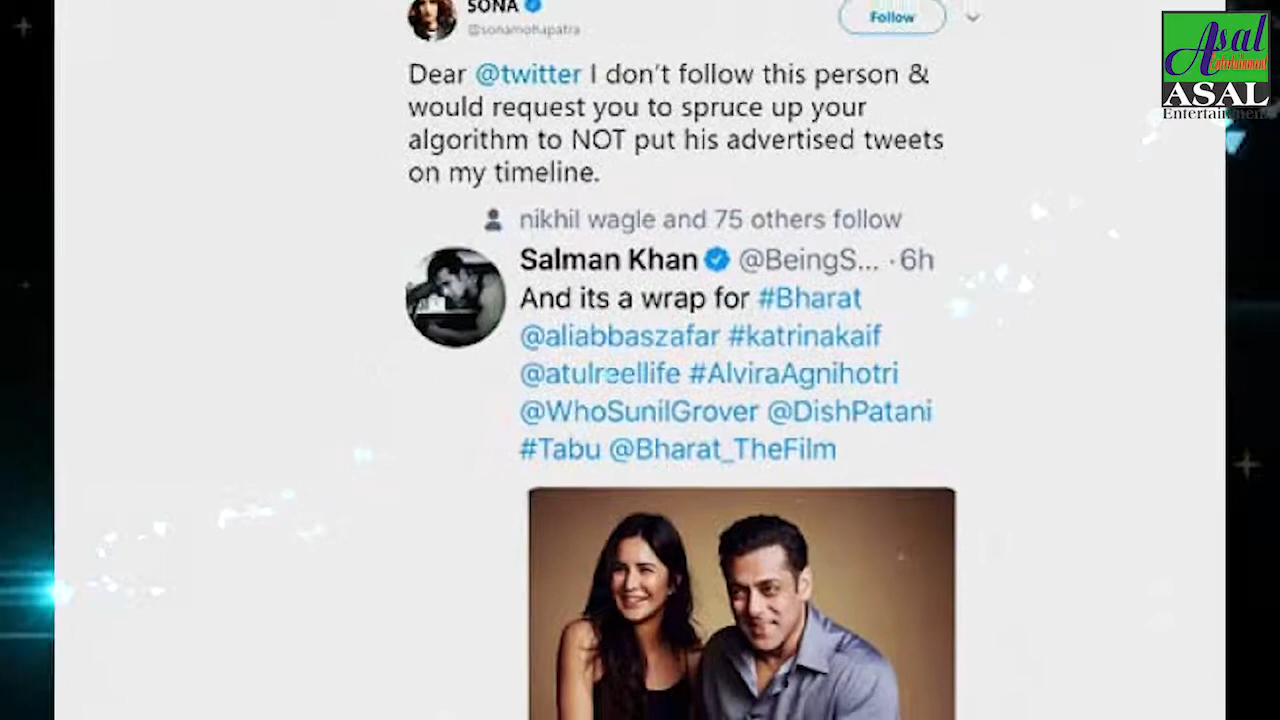 SONA
@sonamohapatra
Follow
Dear @twitter I don't follow this person &
would request you to spruce up your
algorithm to NOT put his advertised tweets
on my timeline.
nikhil wagle and 75 others follow
Salman Khan @BeingS... · 6h
And its a wrap for #Bharat
@aliabbaszafar #katrinakaif
@atulreellife #AlviraAgnihotri
@WhoSunilGrover @DishPatani
#Tabu @Bharat_TheFilm
Asal
Entertainment
ASAL
Entertainment